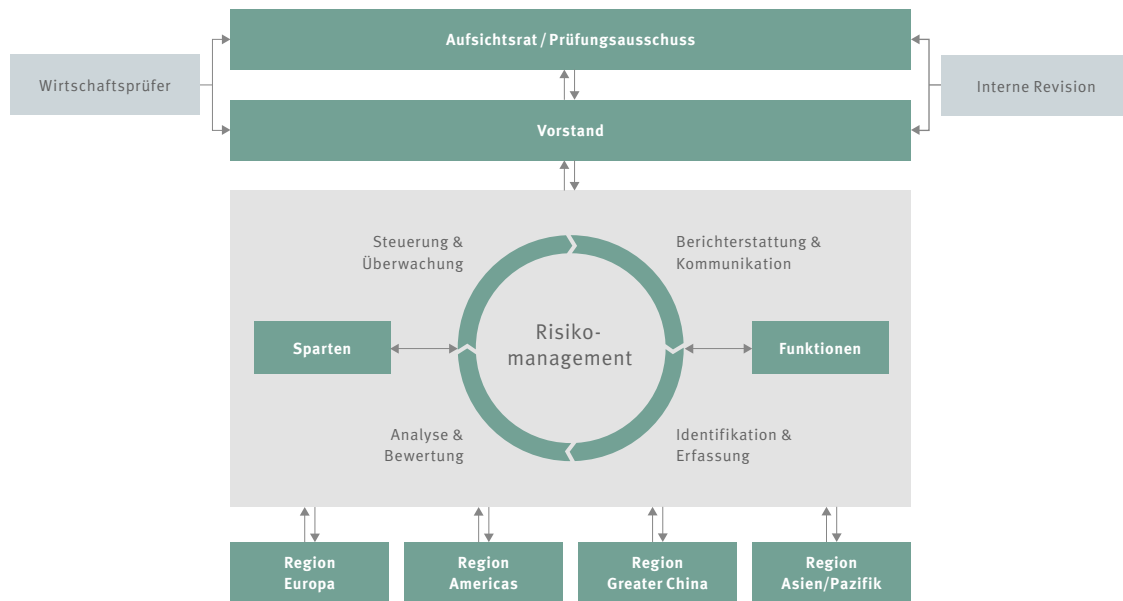 Aufsichtsrat / Prüfungsausschuss
Wirtschaftsprüfer
Interne Revision
Vorstand
Steuerung &
Überwachung
Berichterstattung &
Kommunikation
Sparten
Risiko-
management
Funktionen
Analyse &
Bewertung
Identifikation &
Erfassung
Region
Europa
Region
Americas
Region
Greater China
Region
Asien/Pazifik